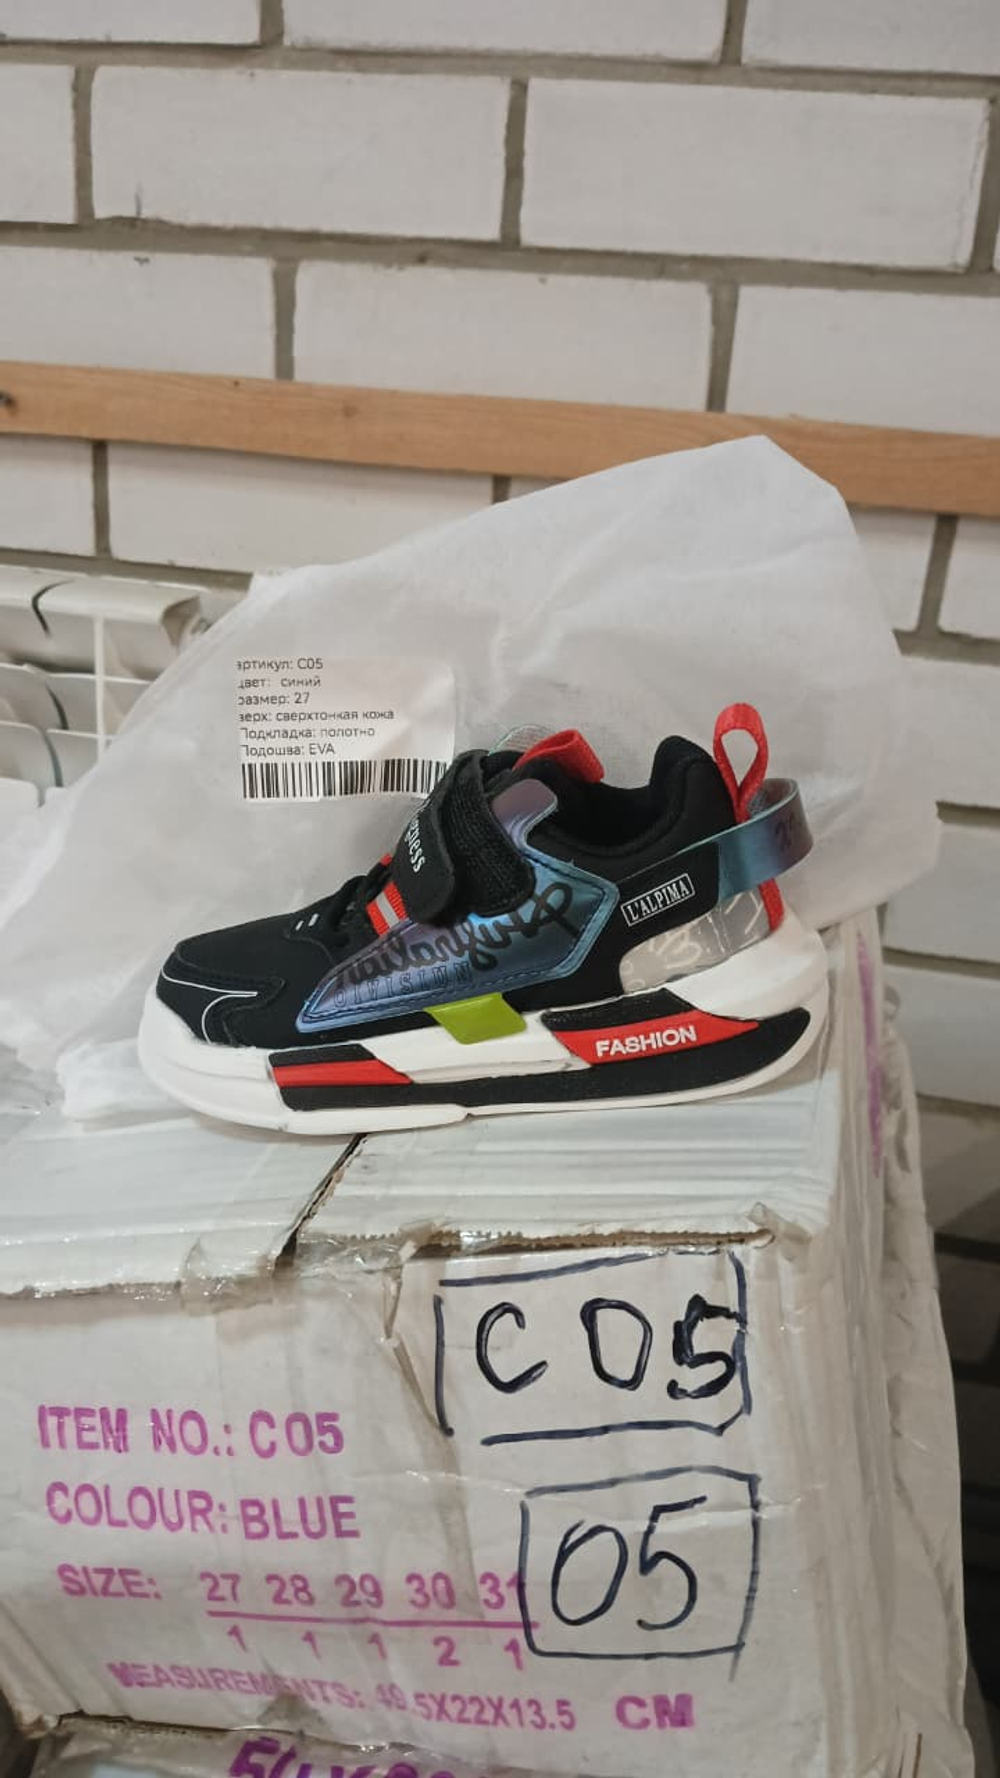 артикул: C05
цвет: синий
размер: 27
верх: сверхтонкая кожа
Подкладка: полотно
Подошва: EVA
L'ALPIMA
DIVISION
FASHION
C05
ITEM NO.: C05
COLOUR: BLUE
SIZE: 27 28 29 30 31
1 1 1 2 1
05
MEASUREMENTS: 49.5X22X13.5 CM